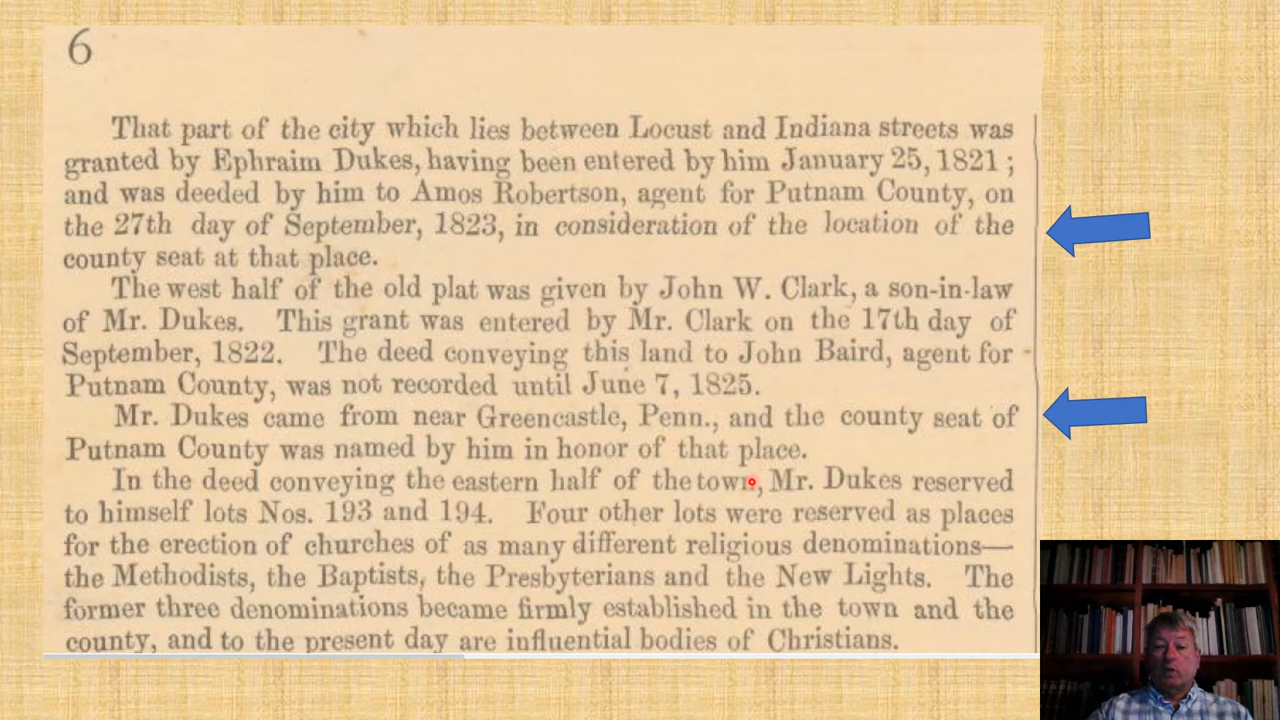 6
That part of the city which lies between Locust and Indiana streets was
granted by Ephraim Dukes, having been entered by him January 25, 1821 ;
and was deeded by him to Amos Robertson, agent for Putnam County, on
the 27th day of September, 1823, in consideration of the location of the
county seat at that place.
The west half of the old plat was given by John W. Clark, a son-in-law
of Mr. Dukes. This grant was entered by Mr. Clark on the 17th day of
September, 1822. The deed conveying this land to John Baird, agent for
Putnam County, was not recorded until June 7, 1825.
Mr. Dukes came from near Greencastle, Penn., and the county seat of
Putnam County was named by him in honor of that place.
In the deed conveying the eastern half of the town, Mr. Dukes reserved
to himself lots Nos. 193 and 194. Four other lots were reserved as places
for the erection of churches of as many different religious denominations—
the Methodists, the Baptists, the Presbyterians and the New Lights. The
former three denominations became firmly established in the town and the
county, and to the present day are influential bodies of Christians.